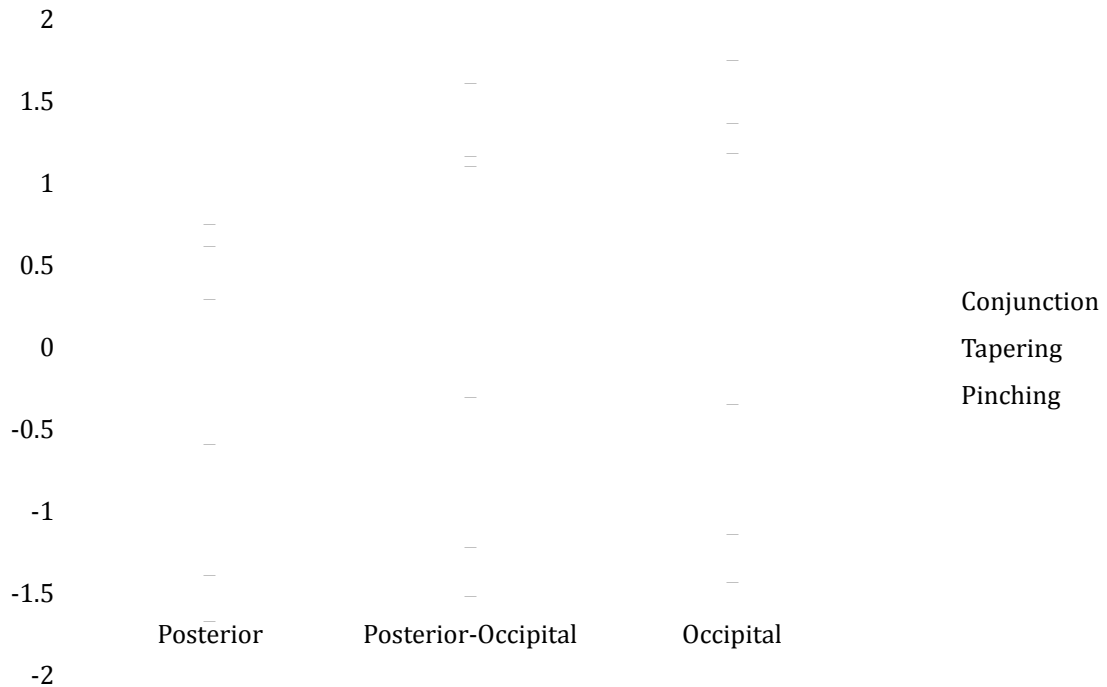 2
1.5
1
0.5
0
-0.5
-1
-1.5
-2
Posterior
Posterior-Occipital
Occipital
Conjunction
Tapering
Pinching